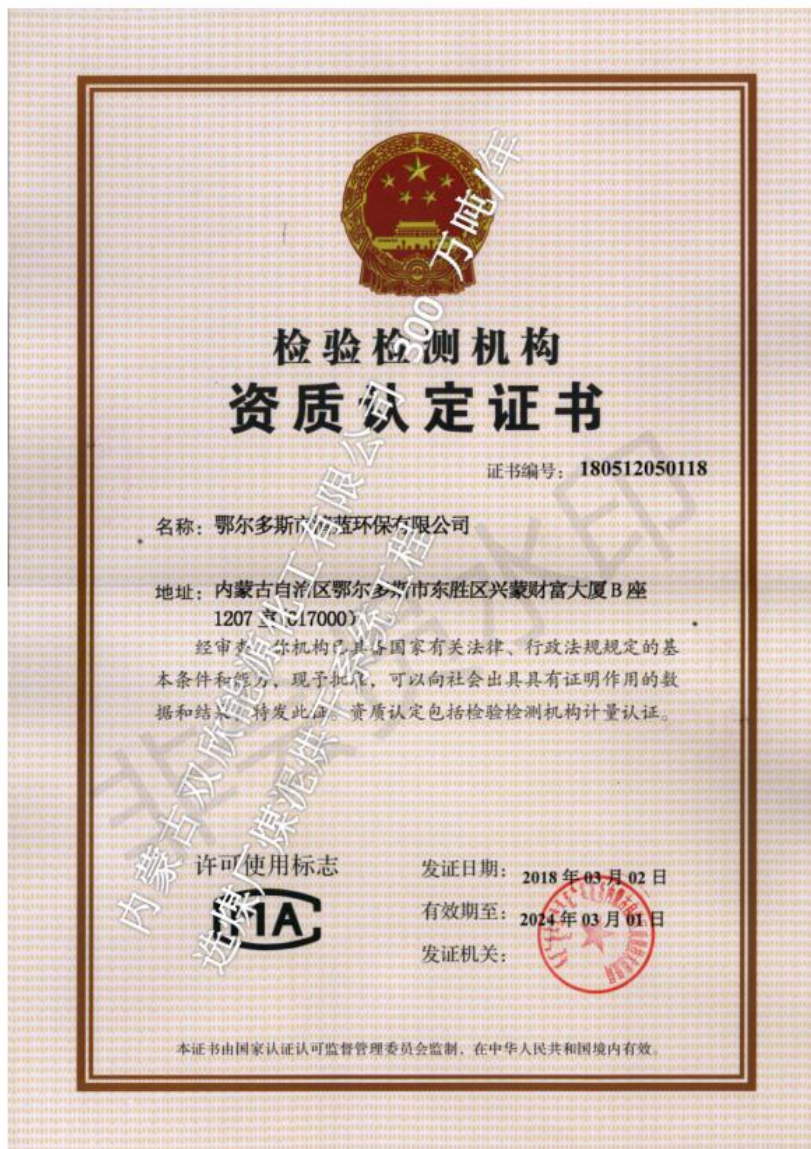 检验检测机构
资质认定证书
证书编号：180512050118
名称：鄂尔多斯市蓝环保有限公司
地址：内蒙古自治区鄂尔多斯市东胜区兴蒙财富大厦B座
1207室(017000)
经审查，你机构已具备国家有关法律、行政法规规定的基
本条件和能力，现予批准，可以向社会出具具有证明作用的数
据和结果，特发此证。资质认定包括检验检测机构计量认证。
许可使用标志
MA
发证日期：2018年03月02日
有效期至：2024年03月01日
发证机关：
本证书由国家认证认可监督管理委员会监制，在中华人民共和国境内有效。
内蒙古双欣能源化工有限公司 300 万吨/年
选煤厂煤泥烘干系统工程
非 水印